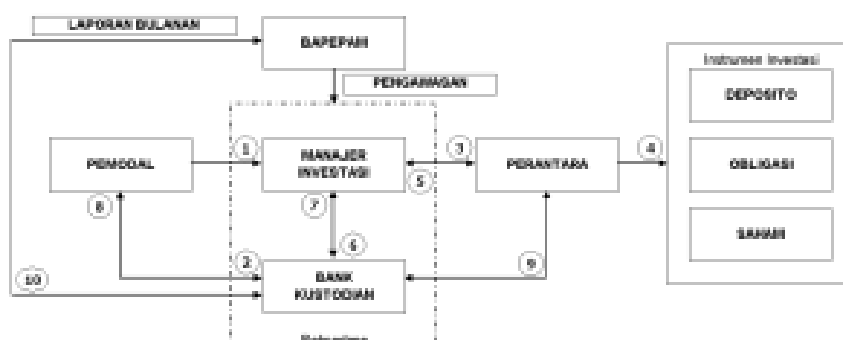 LAPORAN BULANAN
BAPEPAM
PENGAWASAN
Instrumen Investasi
DEPOSITO
PEMODAL
1
MANAJER
INVESTASI
3
PERANTARA
4
OBLIGASI
5
8
7
6
SAHAM
2
BANK
KUSTODIAN
9
10